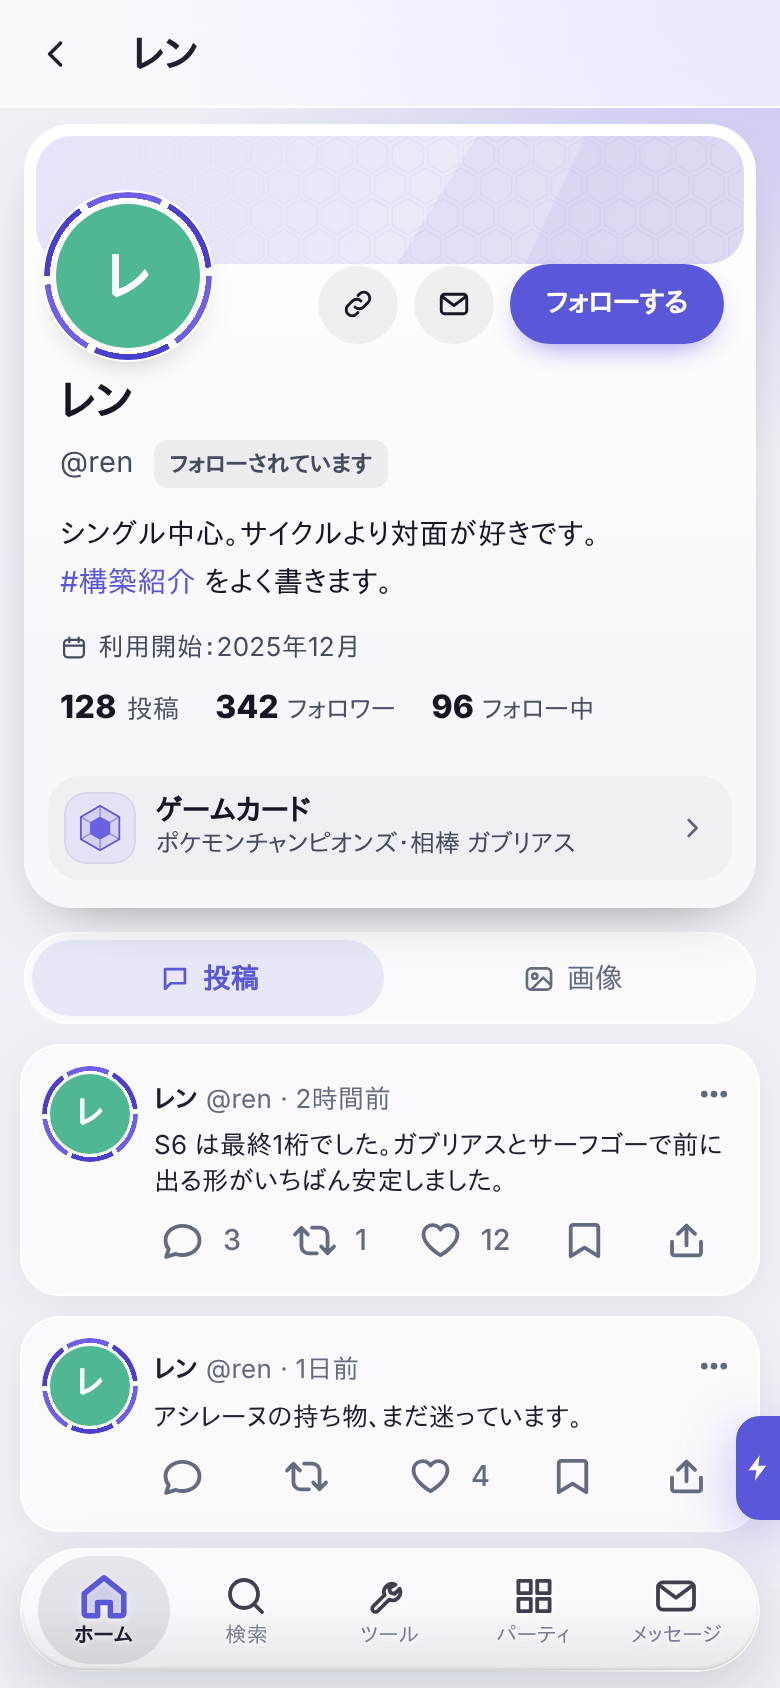 レン
レ
フォローする
レン
@ren フォローされています
シングル中心。サイクルより対面が好きです。
#構築紹介 をよく書きます。
利用開始:2025年12月
128 投稿 342 フォロワー 96 フォロー中
ゲームカード
ポケモンチャンピオンズ·相棒 ガブリアス
投稿 画像
レ
レン @ren · 2時間前
S6 は最終1桁でした。ガブリアスとサーフゴーで前に
出る形がいちばん安定しました。
3 1 12
レ
レン @ren · 1日前
アシレーヌの持ち物、まだ迷っています。
4
ホーム 検索 ツール パーティ メッセージ